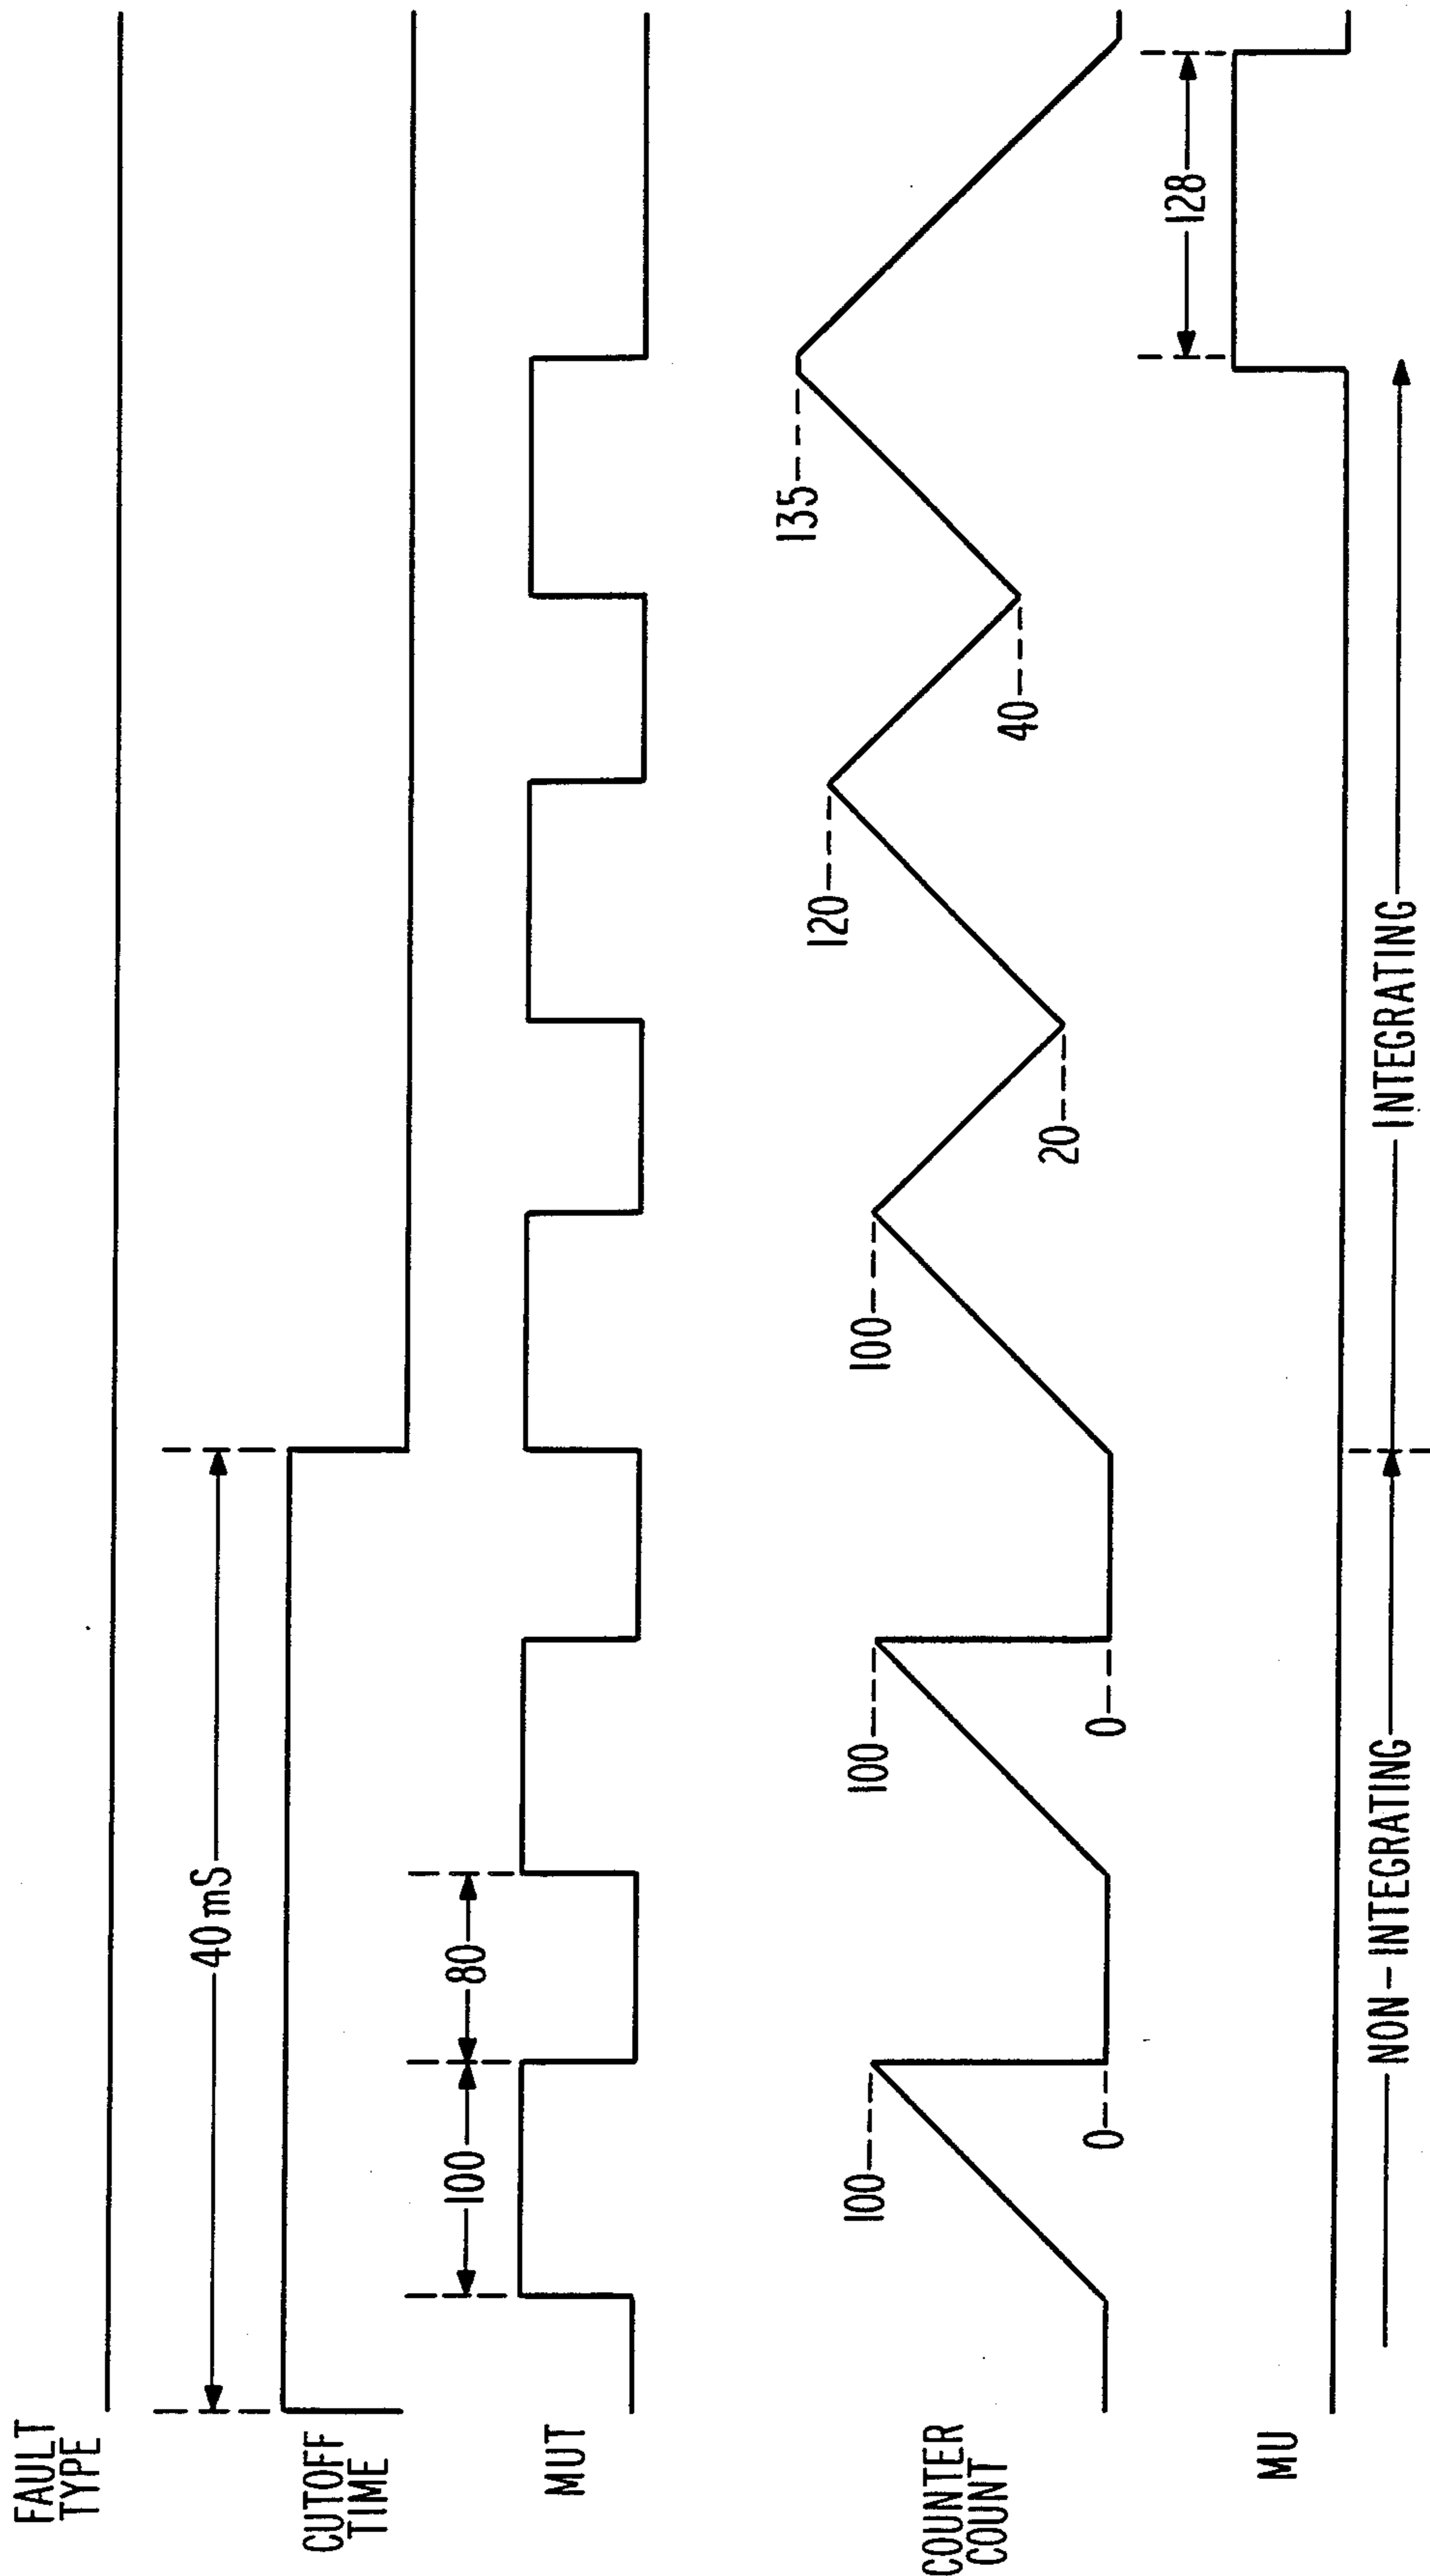 FAULT
TYPE
40mS
CUTOFF
TIME
100
80
MUT
100
100
100
120
135
0
0
20
40
COUNTER
COUNT
128
MU
NON-INTEGRATING
INTEGRATING